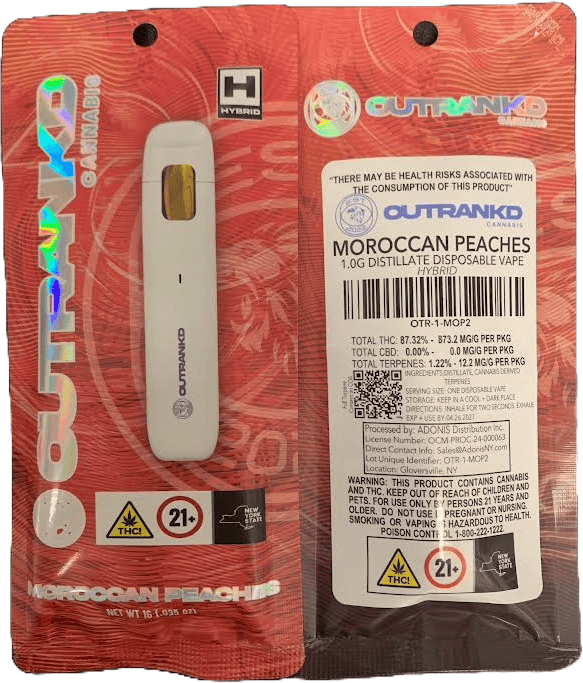 OUTRANKD
CANNABIS
H
HYBRID
OUTRANKD
THC!
21+
NEW
YORK
STATE
MOROCCAN PEACHES
NET WT 1G (.035 OZ)
OUTRANKD
CANNABIS
"THERE MAY BE HEALTH RISKS ASSOCIATED WITH
THE CONSUMPTION OF THIS PRODUCT"
EST
2022
OUTRANKD
CANNABIS
MOROCCAN PEACHES
1.0G DISTILLATE DISPOSABLE VAPE
HYBRID
OTR-1-MOP2
TOTAL THC: 87.32% - 873.2 MG/G PER PKG
TOTAL CBD: 0.00% - 0.0 MG/G PER PKG
TOTAL TERPENES: 1.22% - 12.2 MG/G PER PKG
Full Terpene
INGREDIENTS:DISTILLATE, CANNABIS DERIVED
TERPENES
SERVING SIZE: ONE DISPOSABLE VAPE
STORAGE: KEEP IN A COOL + DARK PLACE
DIRECTIONS: INHALE FOR TWO SECONDS. EXHALE
EXP + USE BY:04.26.2027
Processed by: ADONIS Distribution Inc.
License Number: OCM-PROC-24-000063
Direct Contact Info: Sales@AdonisNY.com
Lot Unique Identifier: OTR-1-MOP2
Location: Gloversville, NY
WARNING: THIS PRODUCT CONTAINS CANNABIS
AND THC. KEEP OUT OF REACH OF CHILDREN AND
PETS. FOR USE ONLY BY PERSONS 21 YEARS AND
OLDER. DO NOT USE IF PREGNANT OR NURSING.
SMOKING OR VAPING IS HAZARDOUS TO HEALTH.
POISON CONTROL 1-800-222-1222.
THC!
21+
NEW
YORK
STATE